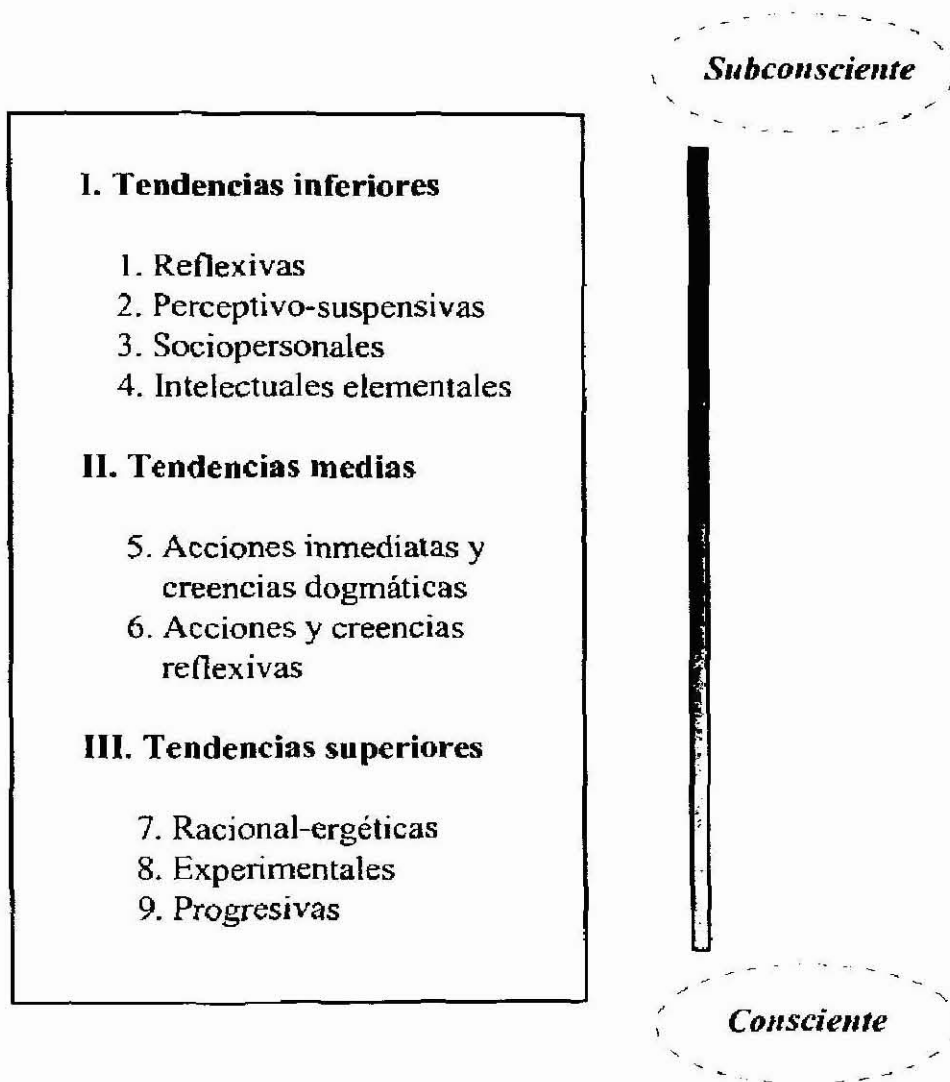 Subconsciente
I. Tendencias inferiores
1. Reflexivas
2. Perceptivo-suspensivas
3. Sociopersonales
4. Intelectuales elementales
II. Tendencias medias
5. Acciones inmediatas y
creencias dogmáticas
6. Acciones y creencias
reflexivas
III. Tendencias superiores
7. Racional-ergéticas
8. Experimentales
9. Progresivas
Consciente